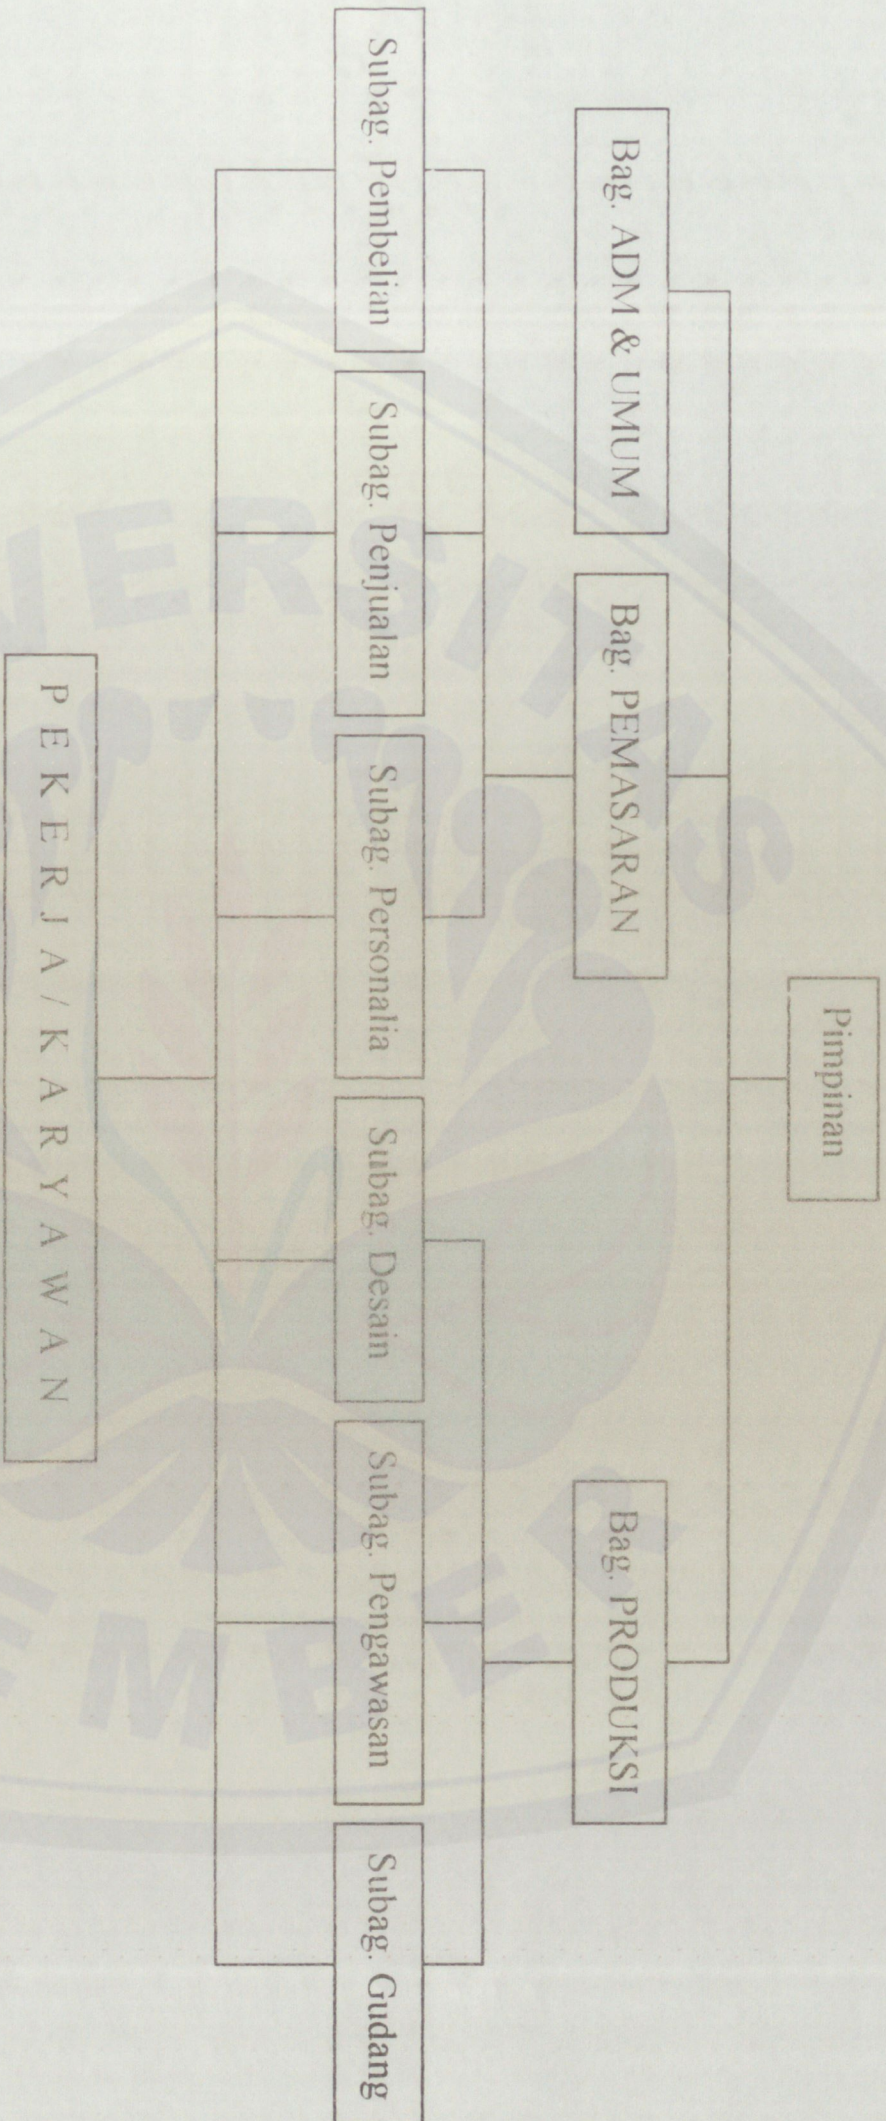 Pimpinan
Bag. ADM & UMUM
Bag. PEMASARAN
Bag. PRODUKSI
Subag. Pembelian
Subag. Penjualan
Subag. Personalia
Subag. Desain
Subag. Pengawasan
Subag. Gudang
P E K E R J A / K A R Y A W A N